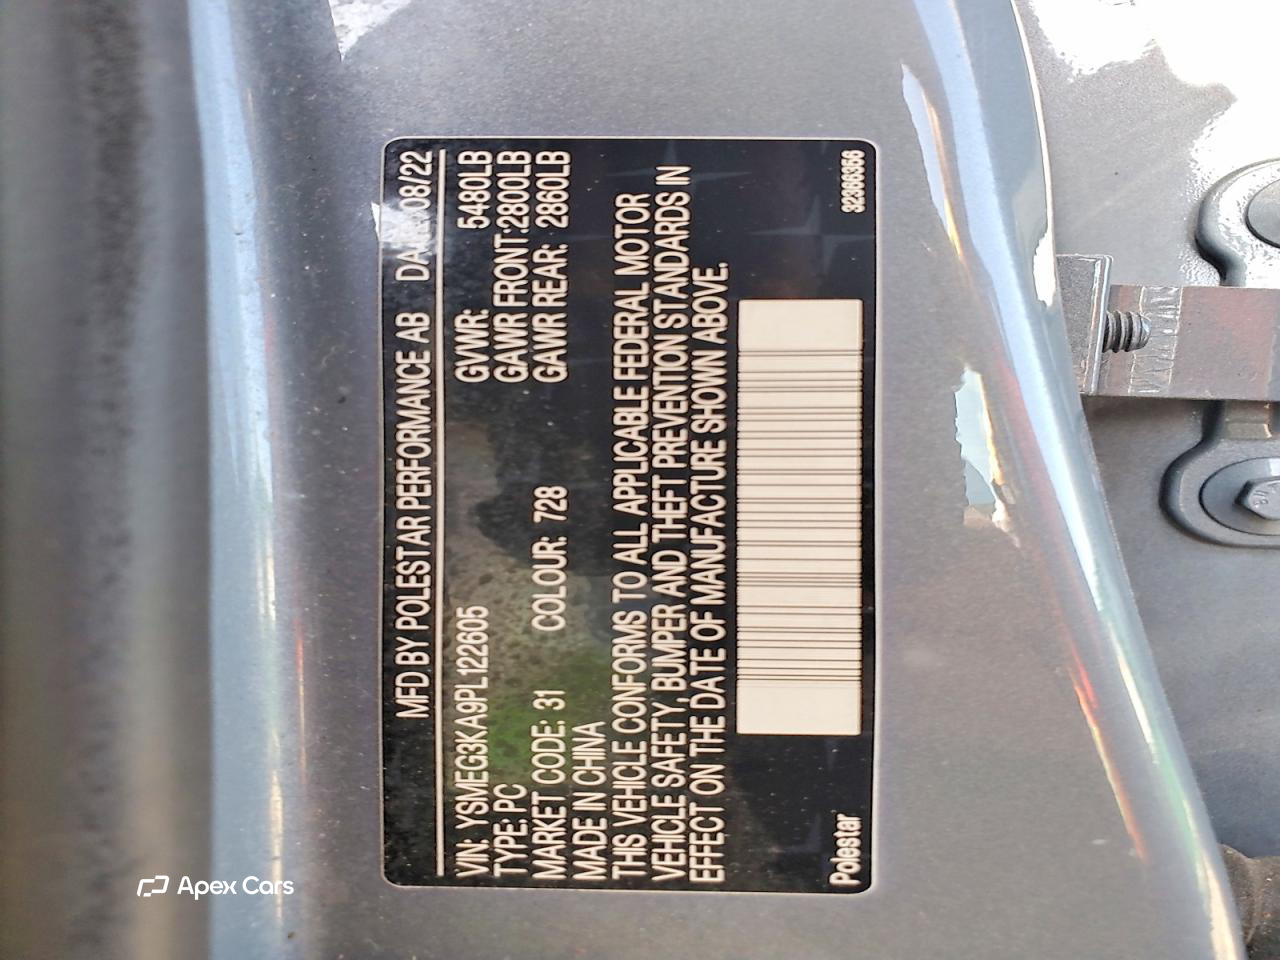 MFD. BY POLESTAR PERFORMANCE AB 08/22
VIN: YSMEG3KA9PL122605
TYPE: PC
MARKET CODE: 31 COLOUR: 728
MADE IN CHINA
GVWR: 5480LB
GAWR FRONT:2800LB
GAWR REAR: 2860LB
THIS VEHICLE CONFORMS TO ALL APPLICABLE FEDERAL MOTOR
VEHICLE SAFETY, BUMPER AND THEFT PREVENTION STANDARDS IN
EFFECT ON THE DATE OF MANUFACTURE SHOWN ABOVE.
Polestar
32366356
Apex Cars